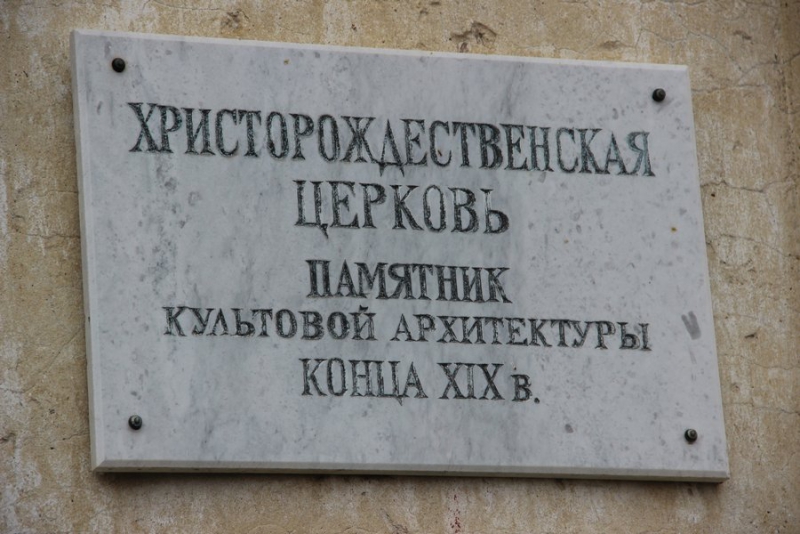 ХРИСТОРОЖДЕСТВЕНСКАЯ
ЦЕРКОВЬ
ПАМЯТНИК
КУЛЬТОВОЙ АРХИТЕКТУРЫ
КОНЦА XIX В.